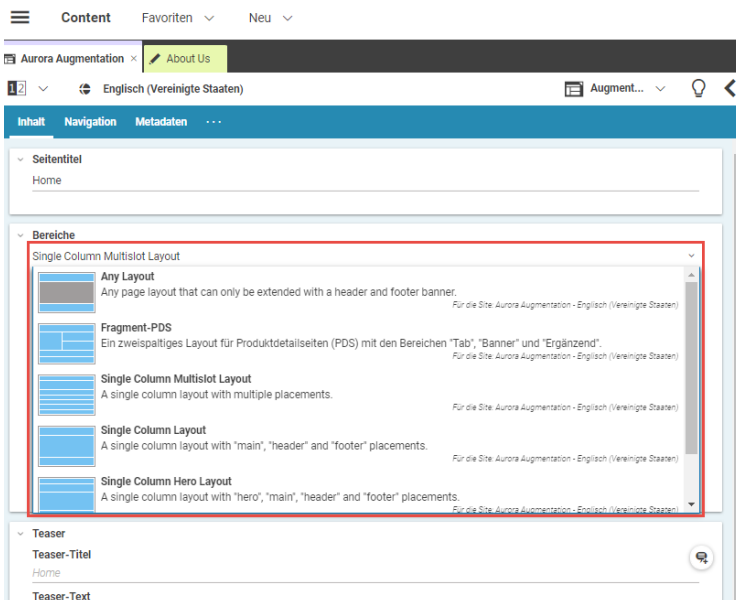 Content Favoriten Neu
Aurora Augmentation × About Us
12 Englisch (Vereinigte Staaten) Augment...
Inhalt Navigation Metadaten ...
Seitentitel
Home
Bereiche
Single Column Multislot Layout
Any Layout
Any page layout that can only be extended with a header and footer banner.
Für die Site: Aurora Augmentation - Englisch (Vereinigte Staaten)
Fragment-PDS
Ein zweispaltiges Layout für Produktdetailseiten (PDS) mit den Bereichen "Tab", "Banner" und "Ergänzend".
Für die Site: Aurora Augmentation - Englisch (Vereinigte Staaten)
Single Column Multislot Layout
A single column layout with multiple placements.
Für die Site: Aurora Augmentation - Englisch (Vereinigte Staaten)
Single Column Layout
A single column layout with "main", "header" and "footer" placements.
Für die Site: Aurora Augmentation - Englisch (Vereinigte Staaten)
Single Column Hero Layout
A single column layout with "hero", "main", "header" and "footer" placements.
Für die Site: Aurora Augmentation - Englisch (Vereinigte Staaten)
Teaser
Teaser-Titel
Home
Teaser-Text